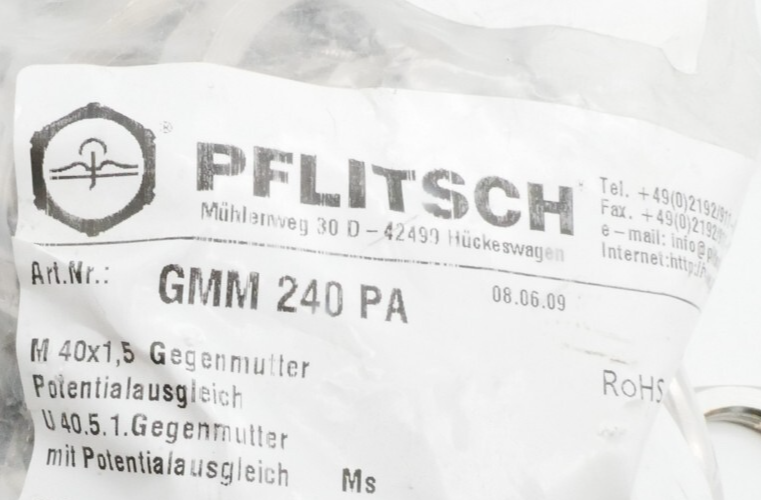 PFLITSCH
Mühlenweg 30 D-42499 Hückeswagen
Tel. +49(0)2192/911
Fax. +49(0)2192
e-mail: info@
Internet:http://
Art.Nr.: GMM 240 PA
08.06.09
M 40x1,5 Gegenmutter
Potentialausgleich
RoHS
U 40.5.1.Gegenmutter
mit Potentialausgleich Ms